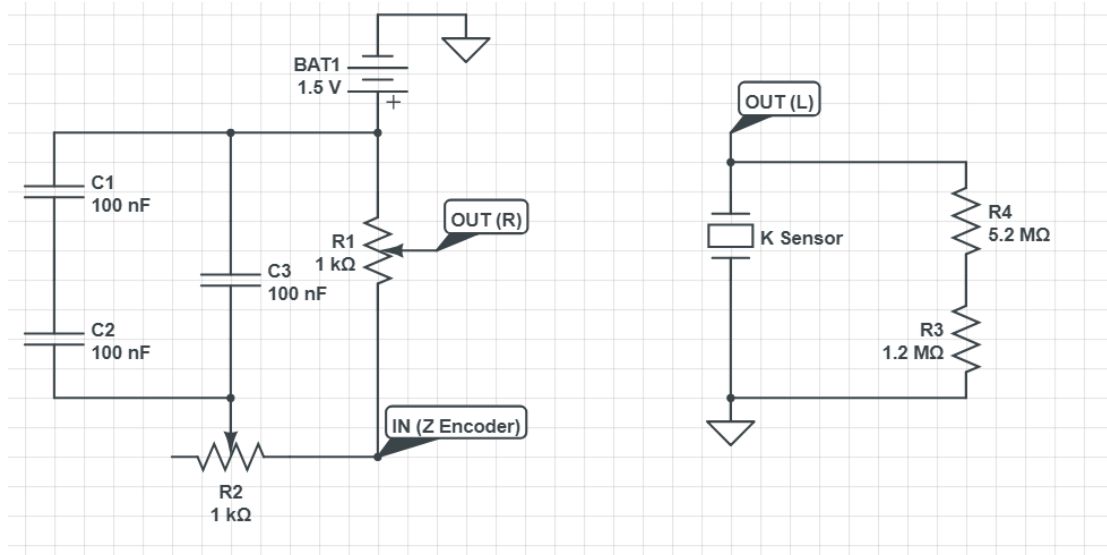 BAT1
1.5 V
+
OUT (L)
C1
100 nF
OUT (R)
R1
1 kΩ
C3
100 nF
K Sensor
R4
5.2 MΩ
C2
100 nF
R3
1.2 MΩ
IN (Z Encoder)
R2
1 kΩ